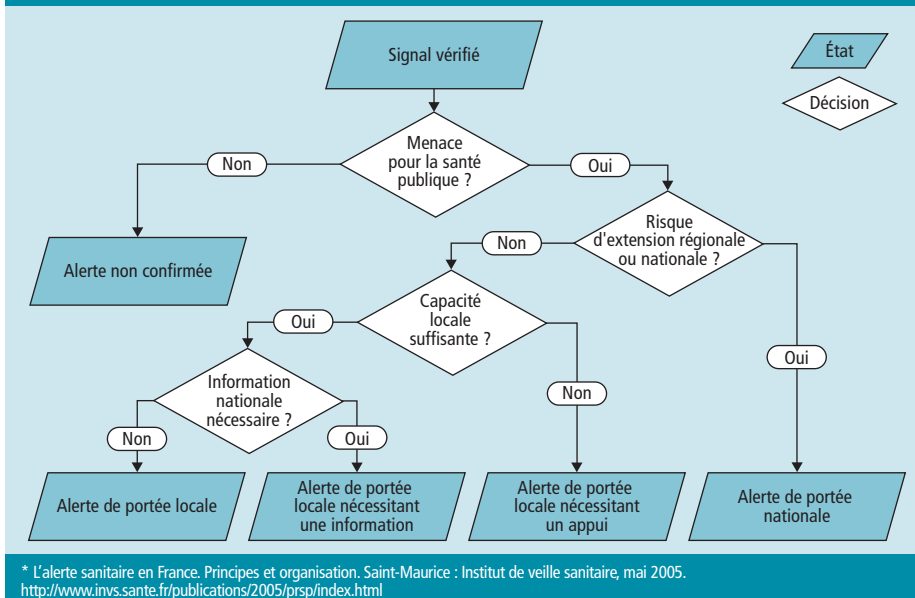 Signal vérifié
État
Décision
Menace
pour la santé
publique ?
Non
Oui
Risque
d'extension régionale
ou nationale ?
Non
Alerte non confirmée
Capacité
locale
suffisante ?
Oui
Oui
Information
nationale
nécessaire ?
Non
Non
Oui
Alerte de portée locale
Alerte de portée
locale nécessitant
une information
Alerte de portée
locale nécessitant
un appui
Alerte de portée
nationale
* L'alerte sanitaire en France. Principes et organisation. Saint-Maurice : Institut de veille sanitaire, mai 2005.
http://www.invs.sante.fr/publications/2005/prsp/index.html